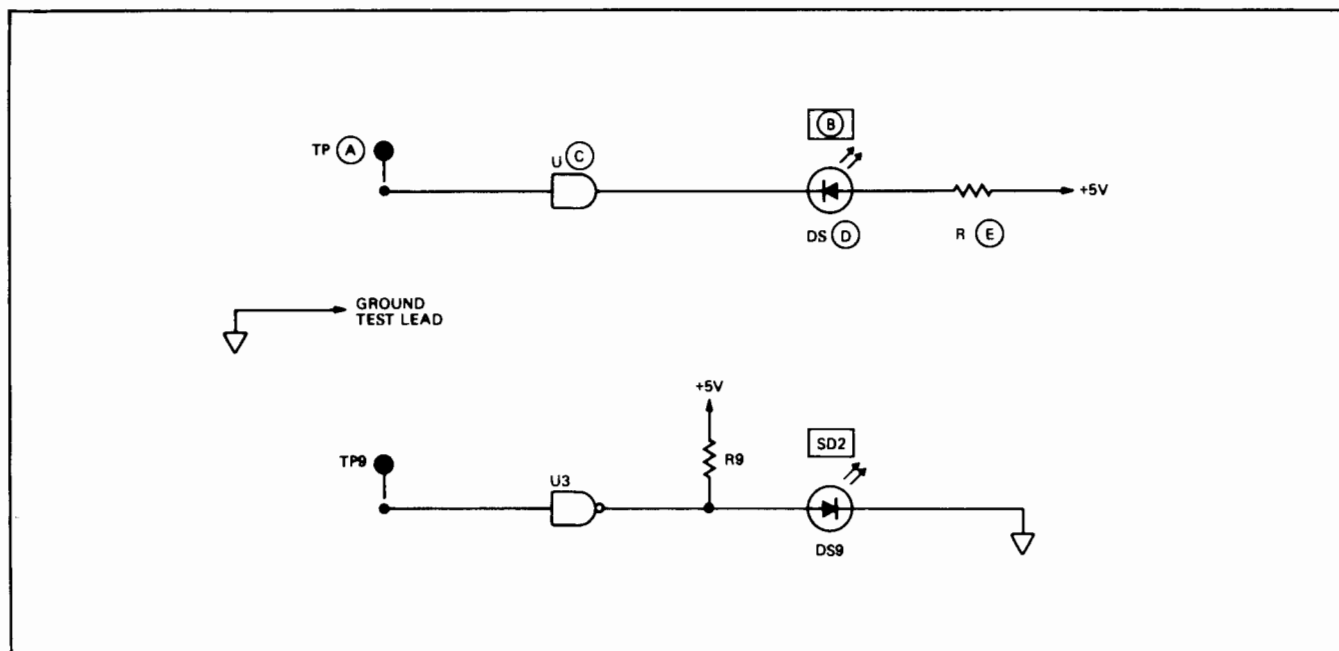 B
TP A
U C
+5V
DS D
R E
GROUND
TEST LEAD
+5V
SD2
TP9
R9
U3
DS9